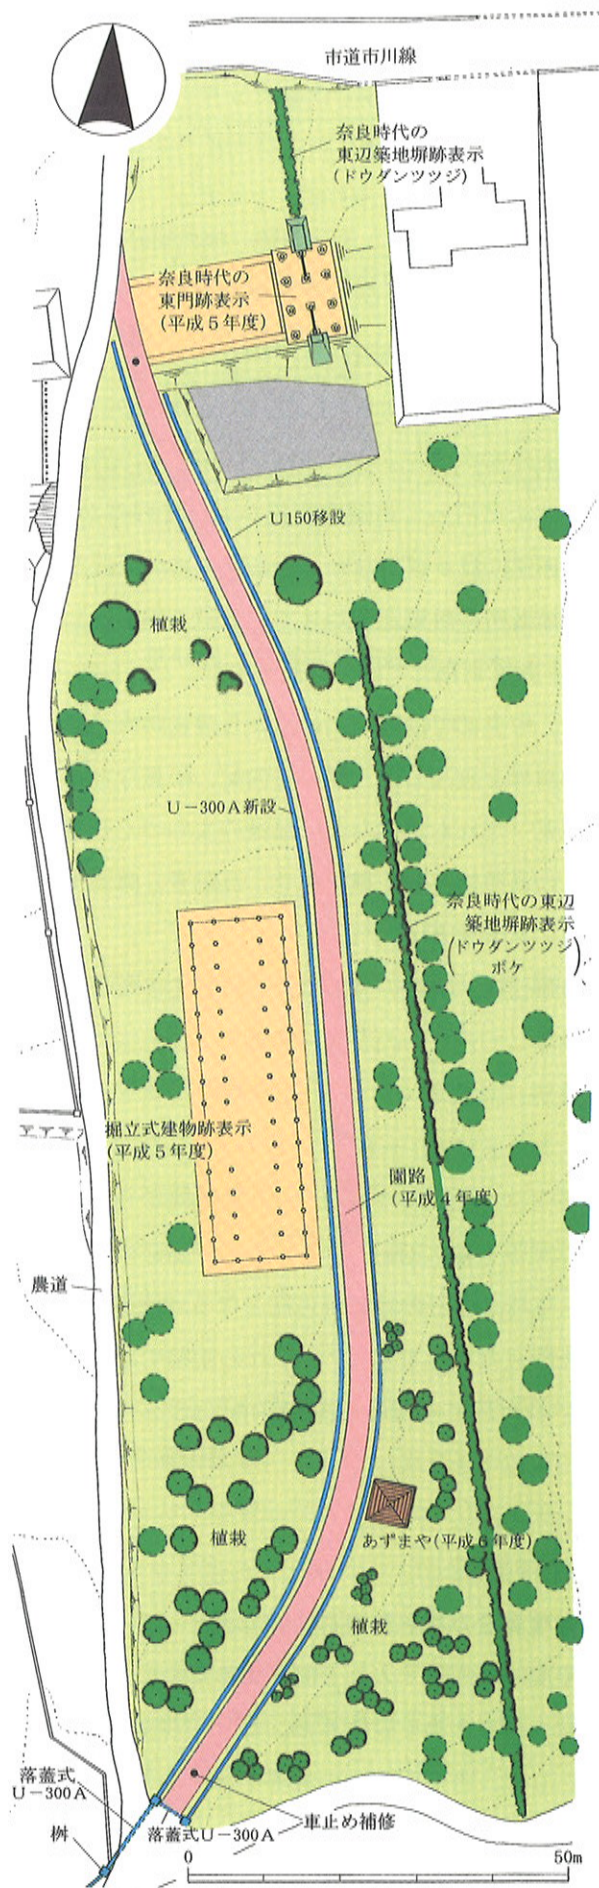 市道市川線
奈良時代の
東辺築地塀跡表示
(ドウダンツツジ)
奈良時代の
東門跡表示
(平成5年度)
U150移設
植栽
U-300A新設
奈良時代の東辺
築地塀跡表示
(ドウダンツツジ
ボケ)
掘立式建物跡表示
(平成5年度)
園路
(平成4年度)
農道
あずまや(平成6年度)
植栽
植栽
落蓋式
U-300A
桝
落蓋式U-300A
車止め補修
0 50m